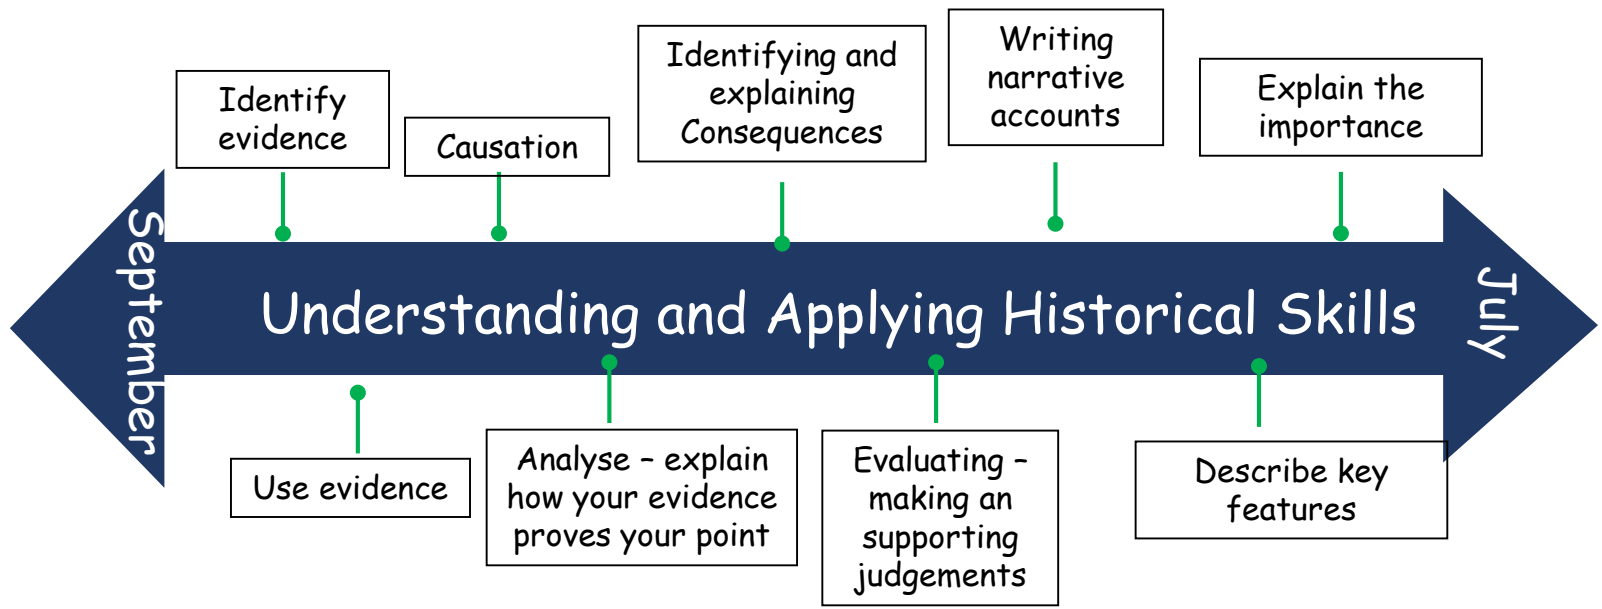 Identify
evidence
Causation
Identifying and
explaining
Consequences
Writing
narrative
accounts
Explain the
importance
September
Understanding and Applying Historical Skills
July
Use evidence
Analyse – explain
how your evidence
proves your point
Evaluating –
making an
supporting
judgements
Describe key
features